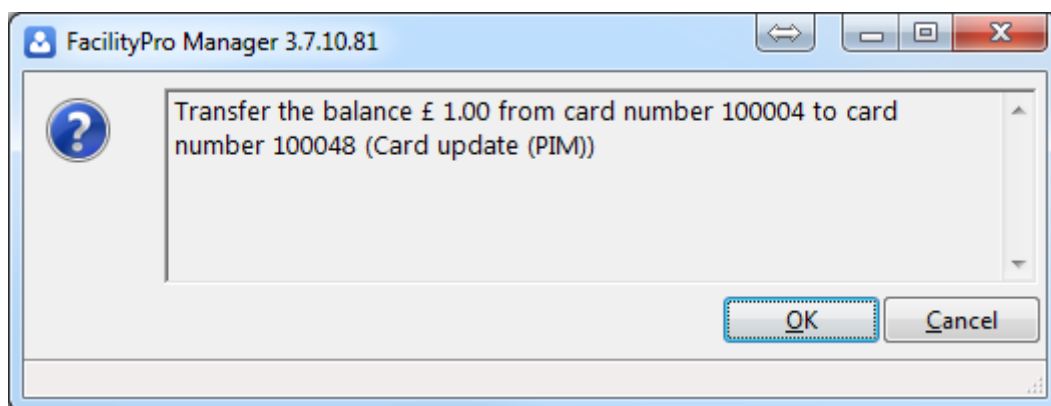 FacilityPro Manager 3.7.10.81
Transfer the balance £ 1.00 from card number 100004 to card
number 100048 (Card update (PIM))
OK
Cancel